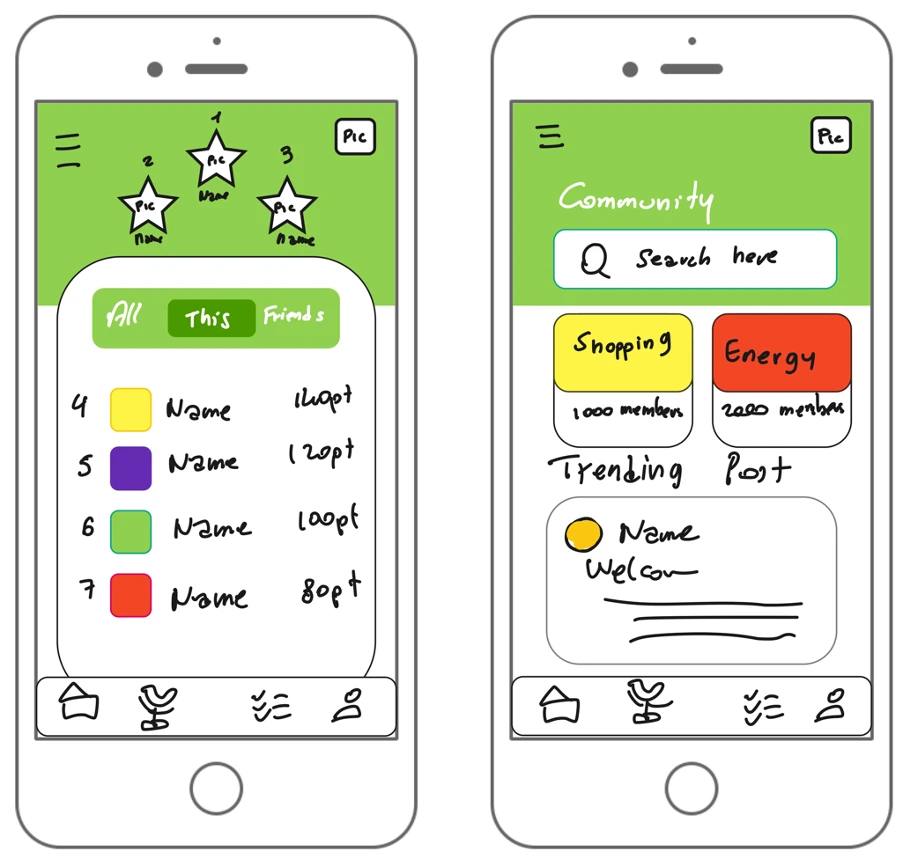 1
Pic
2
Pic
3
Name
Pic
Pic
Name
Name
All This Friends
4 Name 140pt
5 Name 120pt
6 Name 100pt
7 Name 80pt
Pic
Community
Search here
Shopping
Energy
1000 members
2000 members
Trending Post
Name
Welcom